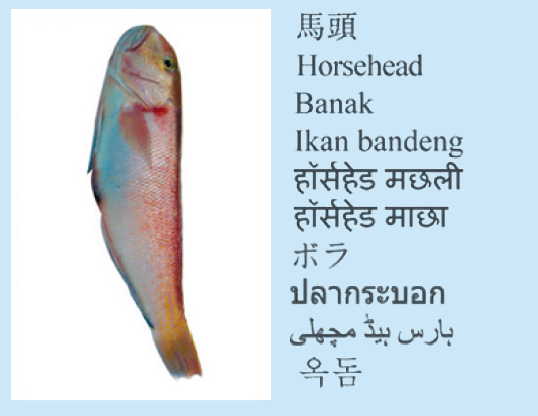 馬頭
Horsehead
Banak
Ikan bandeng
हॉर्सहेड मछली
हॉर्सहेड माछा
ボラ
ปลากระบอก
ہارس ہیڈ مچھلی
옥돔